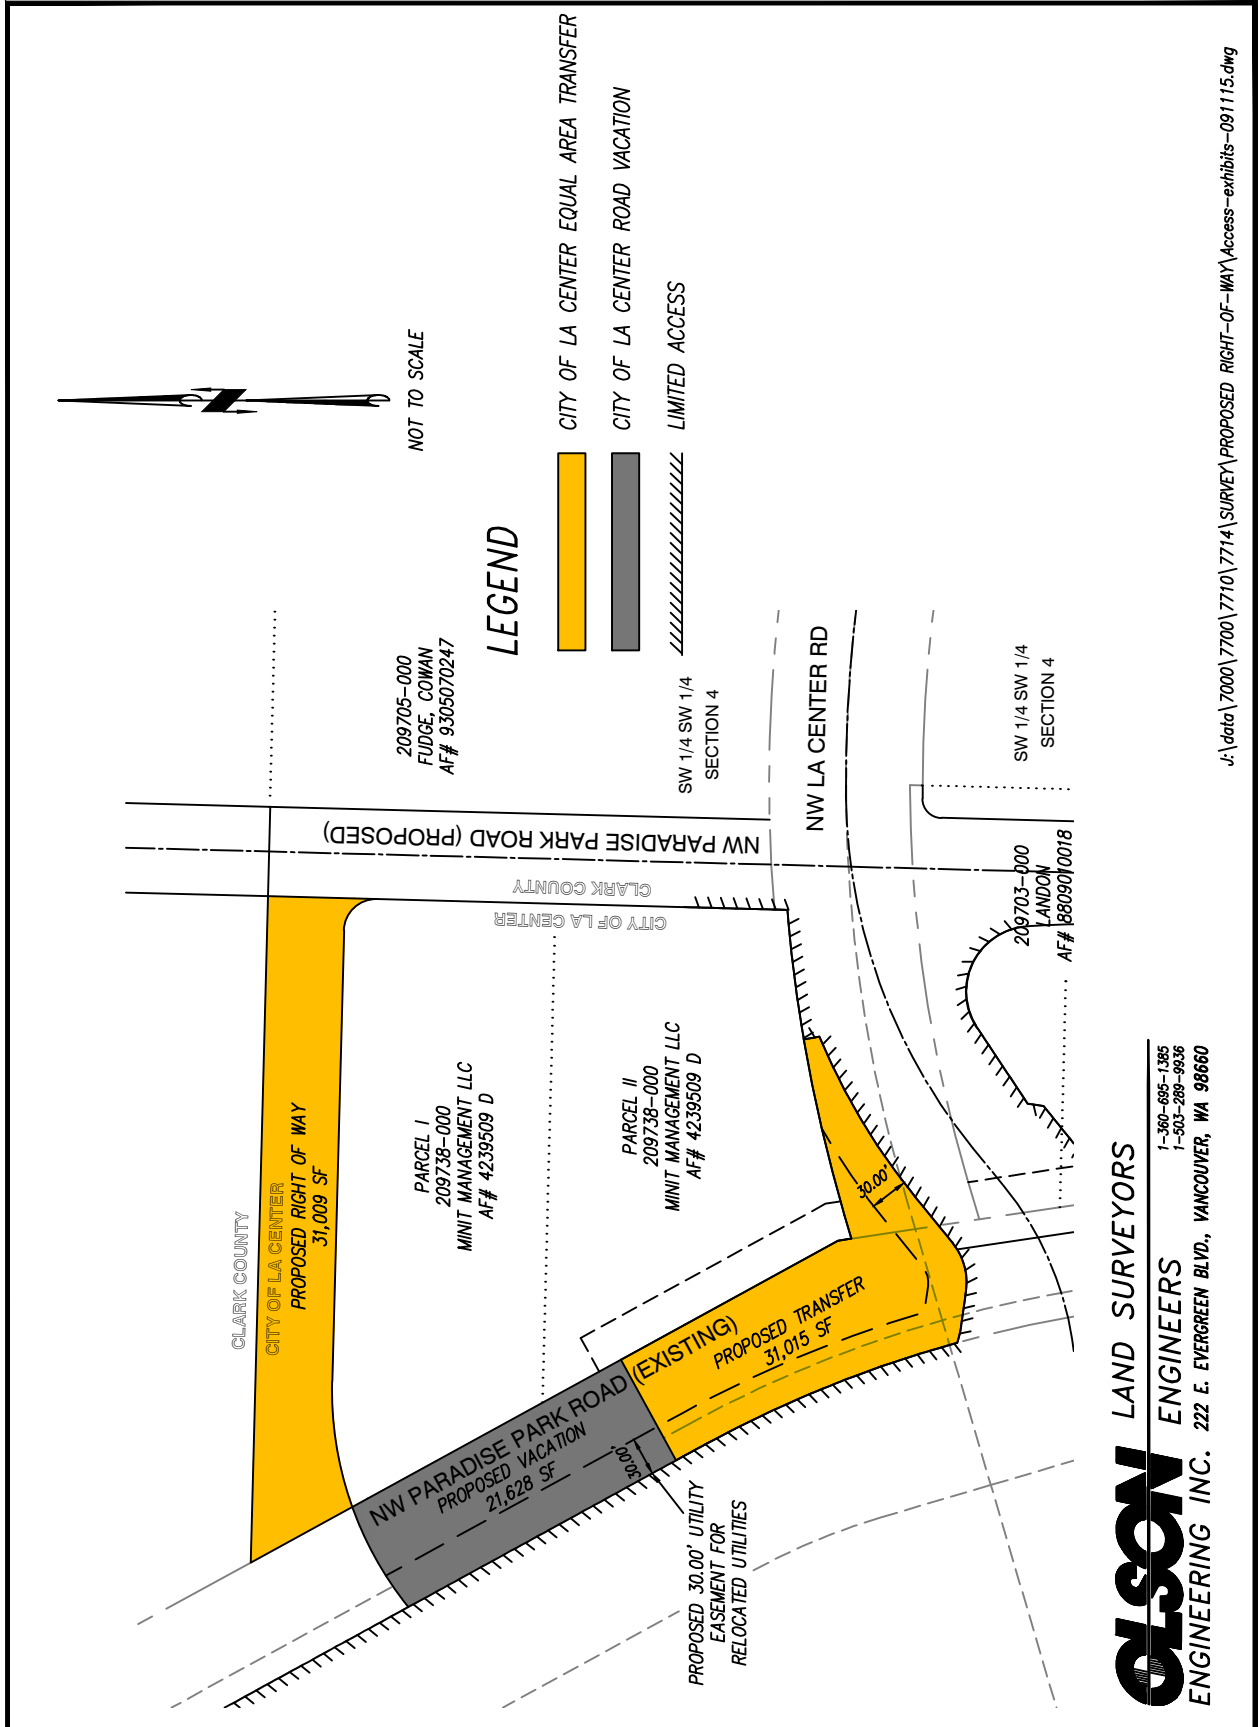 CLARK COUNTY
CITY OF LA CENTER
PROPOSED RIGHT OF WAY
31,009 SF
NOT TO SCALE
209705-000
FUDGE, COWAN
AF# 9305070247
LEGEND
CITY OF LA CENTER EQUAL AREA TRANSFER
CITY OF LA CENTER ROAD VACATION
LIMITED ACCESS
NW PARADISE PARK ROAD (PROPOSED)
CLARK COUNTY
CITY OF LA CENTER
PARCEL I
209738-000
MINIT MANAGEMENT LLC
AF# 4239509 D
PARCEL II
209738-000
MINIT MANAGEMENT LLC
AF# 4239509 D
SW 1/4 SW 1/4
SECTION 4
NW LA CENTER RD
SW 1/4 SW 1/4
SECTION 4
209703-000
LANDON
AF# 8809010018
NW PARADISE PARK ROAD (EXISTING)
PROPOSED VACATION
21,628 SF
PROPOSED TRANSFER
31,015 SF
30.00'
30.00'
PROPOSED 30.00' UTILITY
EASEMENT FOR
RELOCATED UTILITIES
OLSON
ENGINEERING INC.
LAND SURVEYORS
ENGINEERS
1-360-695-1385
1-503-289-9936
222 E. EVERGREEN BLVD., VANCOUVER, WA 98660
J:\data\7000\7700\7710\7714\SURVEY\PROPOSED RIGHT-OF-WAY\Access-exhibits-091115.dwg